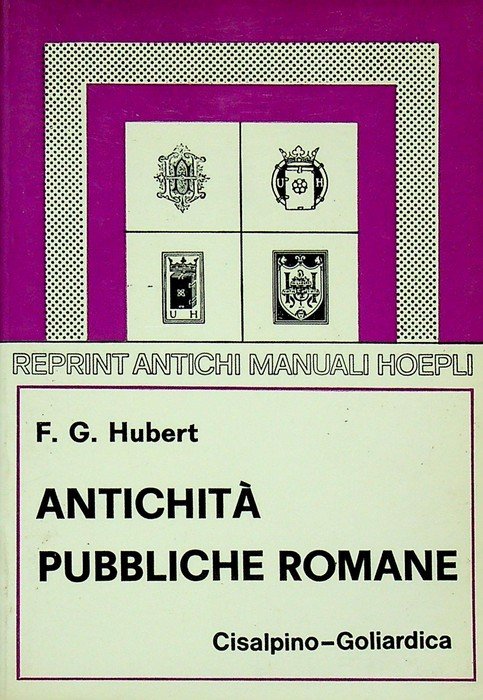 U H
U H
REPRINT ANTICHI MANUALI HOEPLI
F. G. Hubert
ANTICHITÀ
PUBBLICHE ROMANE
Cisalpino–Goliardica